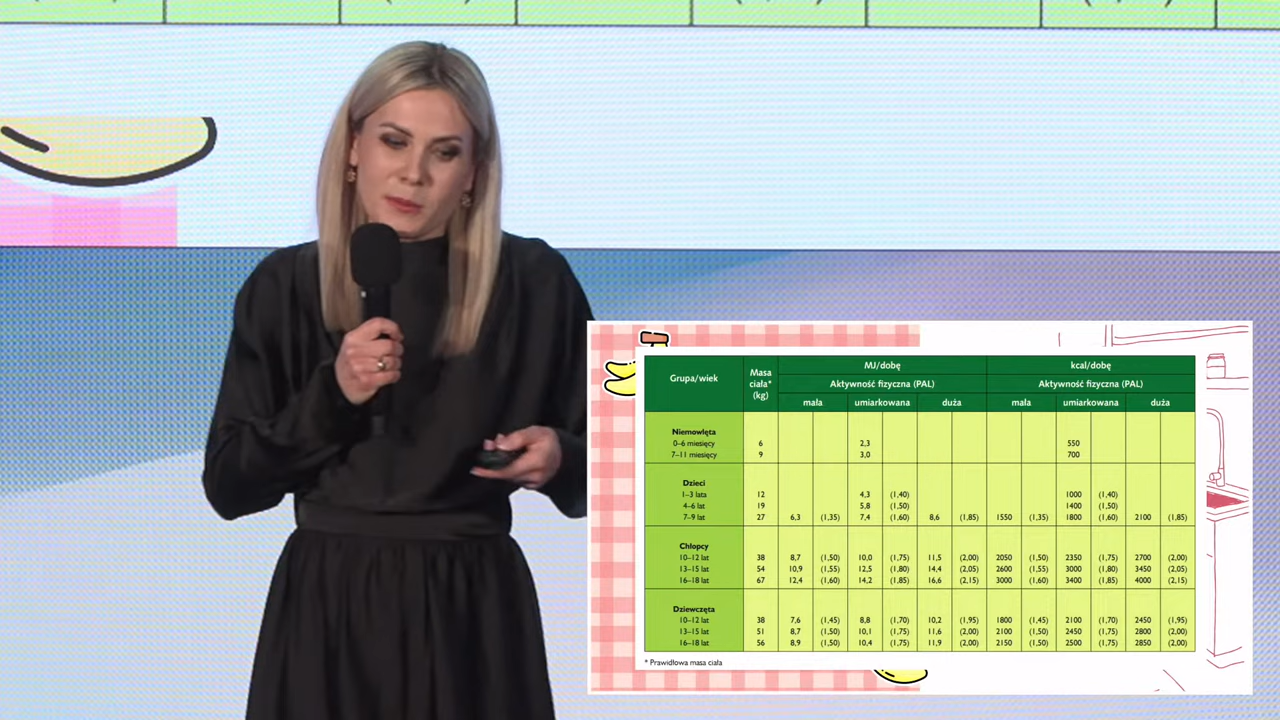 Grupa/wiek Masa ciała* (kg) MJ/dobę kcal/dobę
Aktywność fizyczna (PAL) Aktywność fizyczna (PAL)
mała umiarkowana duża mała umiarkowana duża
Niemowlęta
0–6 miesięcy 6 2,3 550
7–11 miesięcy 9 3,0 700
Dzieci
1–3 lata 12 4,3 (1,40) 1000 (1,40)
4–6 lat 19 5,8 (1,50) 1400 (1,50)
7–9 lat 27 6,3 (1,35) 7,4 (1,60) 8,6 (1,85) 1550 (1,35) 1800 (1,60) 2100 (1,85)
Chłopcy
10–12 lat 38 8,7 (1,50) 10,0 (1,75) 11,5 (2,00) 2050 (1,50) 2350 (1,75) 2700 (2,00)
13–15 lat 54 10,9 (1,55) 12,5 (1,80) 14,4 (2,05) 2600 (1,55) 3000 (1,80) 3450 (2,05)
16–18 lat 67 12,4 (1,60) 14,2 (1,85) 16,6 (2,15) 3000 (1,60) 3400 (1,85) 4000 (2,15)
Dziewczęta
10–12 lat 38 7,6 (1,45) 8,8 (1,70) 10,2 (1,95) 1800 (1,45) 2100 (1,70) 2450 (1,95)
13–15 lat 51 8,7 (1,50) 10,1 (1,75) 11,6 (2,00) 2100 (1,50) 2450 (1,75) 2800 (2,00)
16–18 lat 56 8,9 (1,50) 10,4 (1,75) 11,9 (2,00) 2150 (1,50) 2500 (1,75) 2850 (2,00)
* Prawidłowa masa ciała